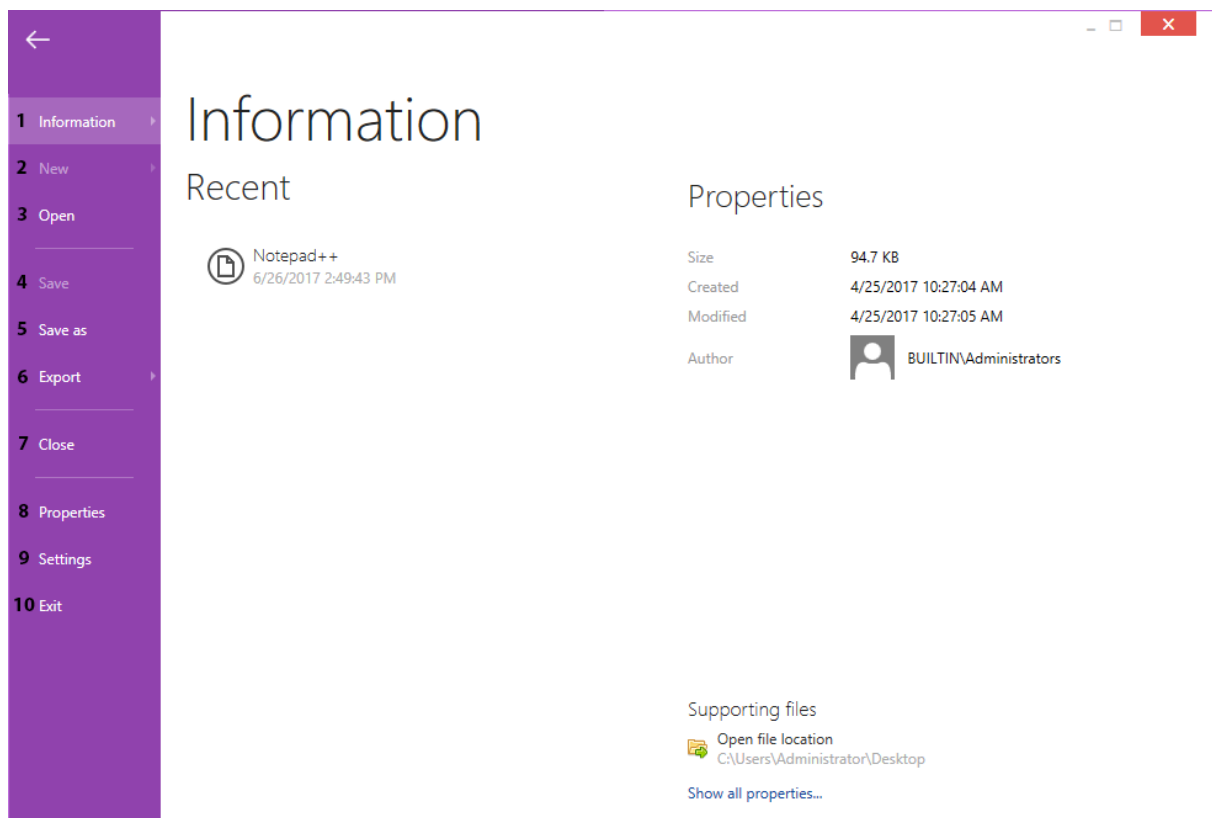 1 Information
2 New
3 Open
4 Save
5 Save as
6 Export
7 Close
8 Properties
9 Settings
10 Exit
Information
Recent
Notepad++
6/26/2017 2:49:43 PM
Properties
Size 94.7 KB
Created 4/25/2017 10:27:04 AM
Modified 4/25/2017 10:27:05 AM
Author BUILTIN\Administrators
Supporting files
Open file location
C:\Users\Administrator\Desktop
Show all properties...